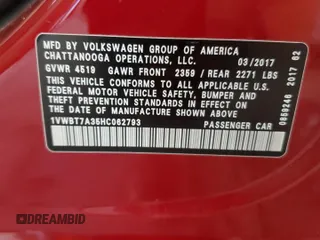 MFD BY VOLKSWAGEN GROUP OF AMERICA
CHATTANOOGA OPERATIONS, LLC. 03/2017
GVWR 4519 GAWR FRONT 2359 / REAR 2271 LBS
THIS VEHICLE CONFORMS TO ALL APPLICABLE U.S.
FEDERAL MOTOR VEHICLE SAFETY, BUMPER, AND
THEFT PREVENTION STANDARDS IN EFFECT ON THE
DATE OF MANUFACTURE SHOWN ABOVE
1VWBT7A35HC062793 PASSENGER CAR
0859240 2017 02
DREAMBID